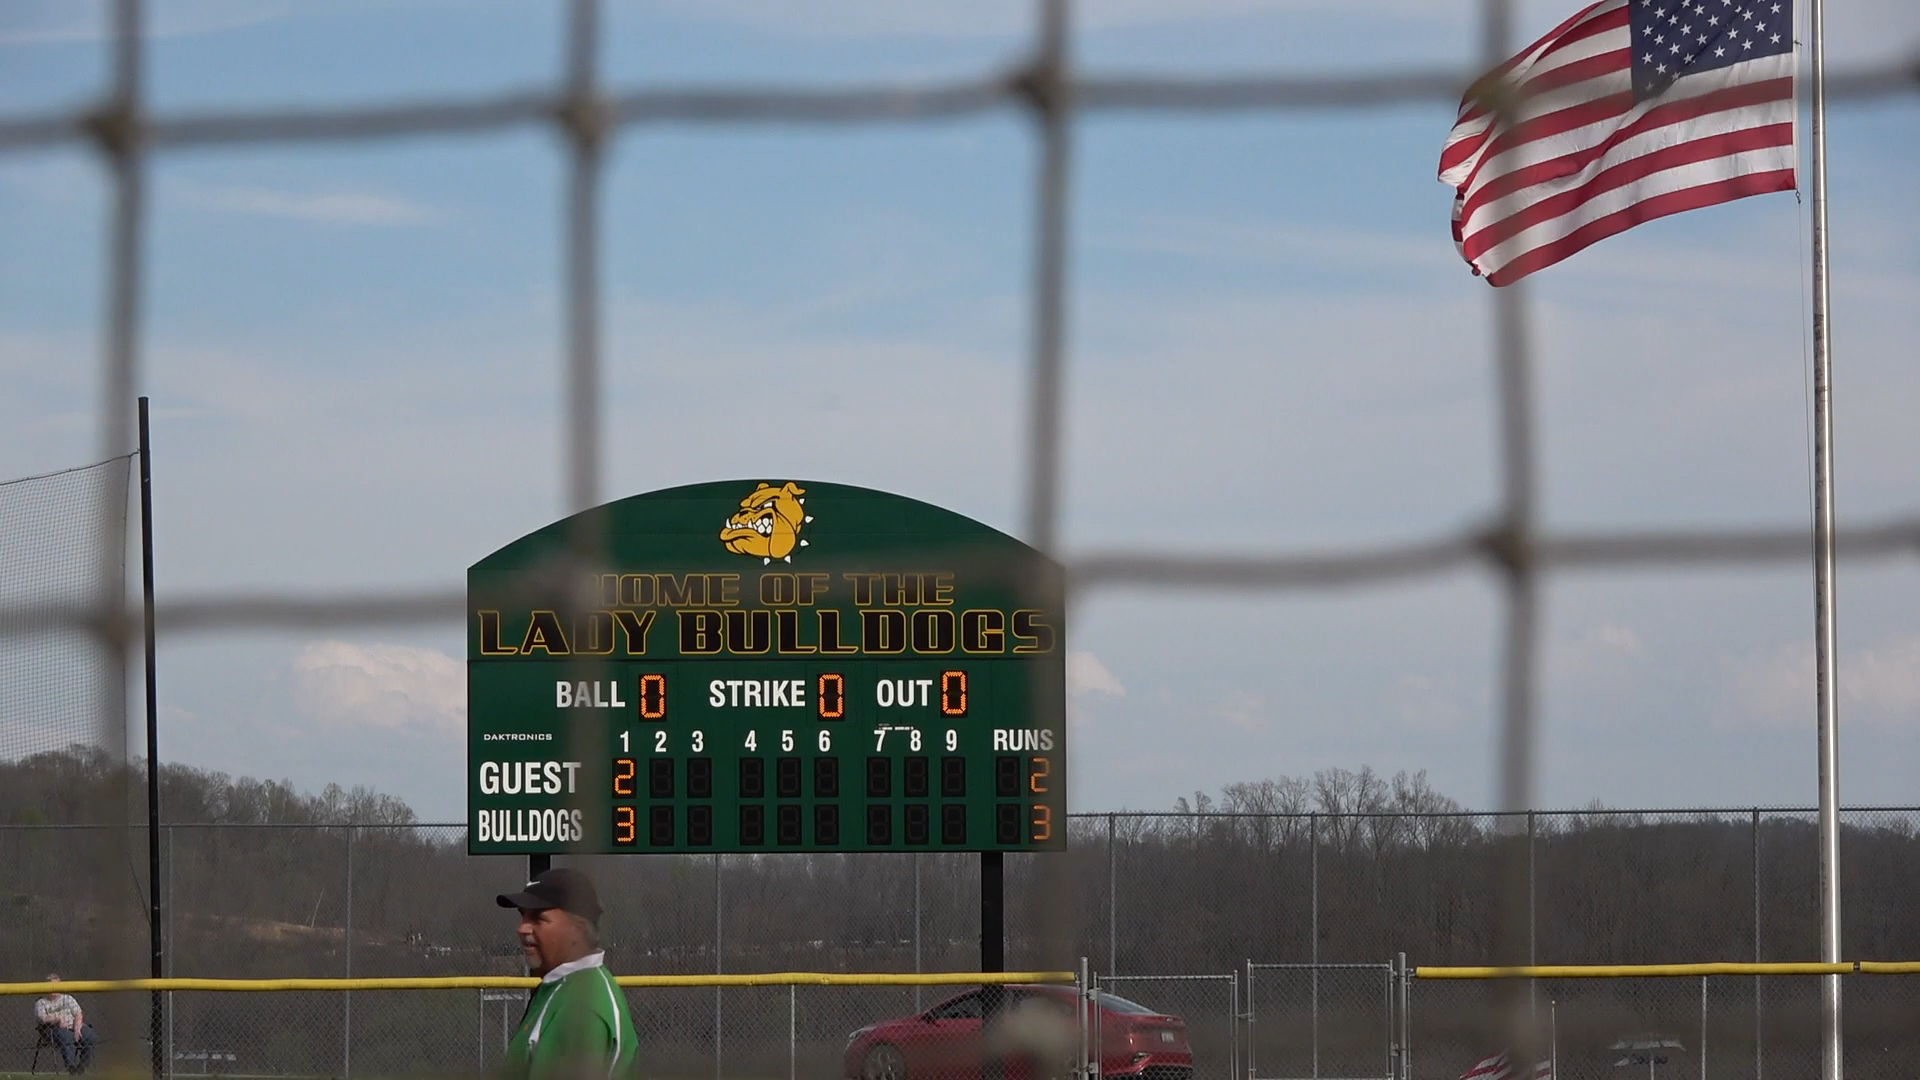 HOME OF THE
LADY BULLDOGS
BALL 0 STRIKE 0 OUT 0
DAKTRONICS 1 2 3 4 5 6 7 8 9 RUNS
GUEST 2 2
BULLDOGS 3 3